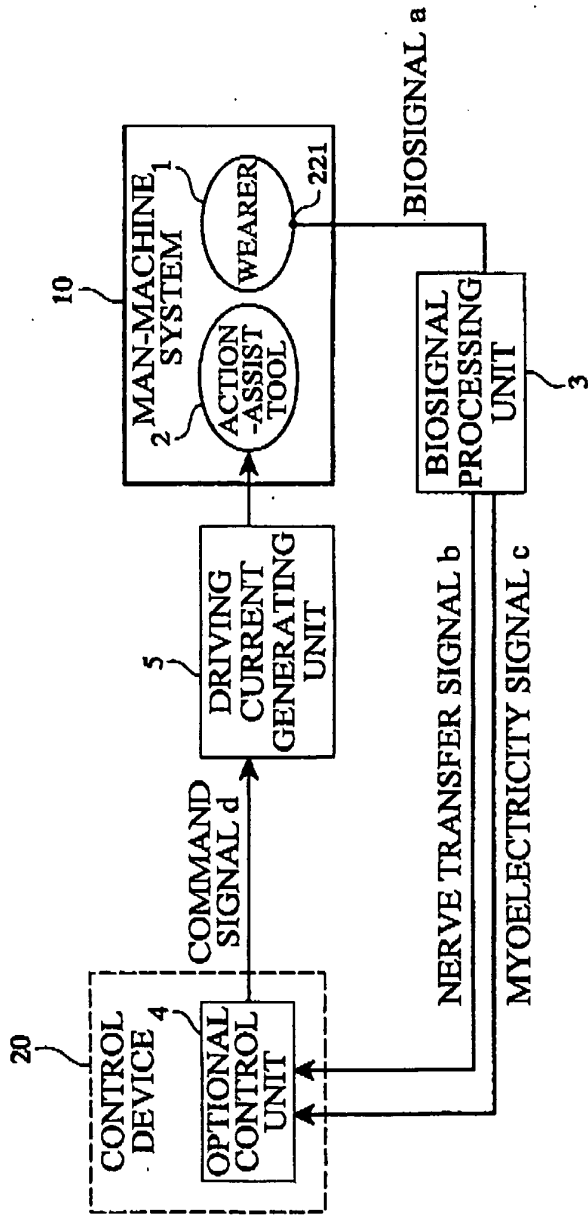 20
CONTROL
DEVICE
4
OPTIONAL
CONTROL
UNIT
COMMAND
SIGNAL d
5
DRIVING
CURRENT
GENERATING
UNIT
10
MAN-MACHINE
SYSTEM
2
ACTION
-ASSIST
TOOL
1
WEARER
221
BIOSIGNAL a
BIOSIGNAL
PROCESSING
UNIT
3
NERVE TRANSFER SIGNAL b
MYOELECTRICITY SIGNAL c